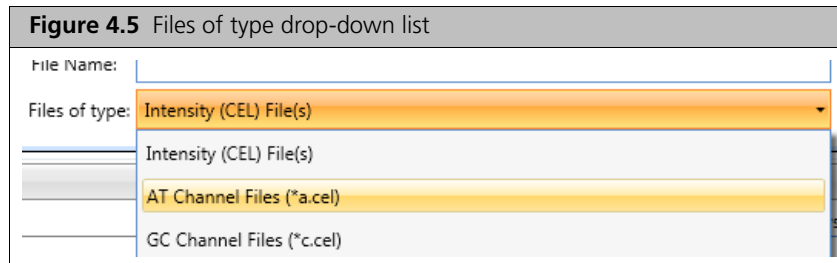 Figure 4.5 Files of type drop-down list
File Name:
Files of type: Intensity (CEL) File(s)
Intensity (CEL) File(s)
AT Channel Files (*a.cel)
GC Channel Files (*c.cel)